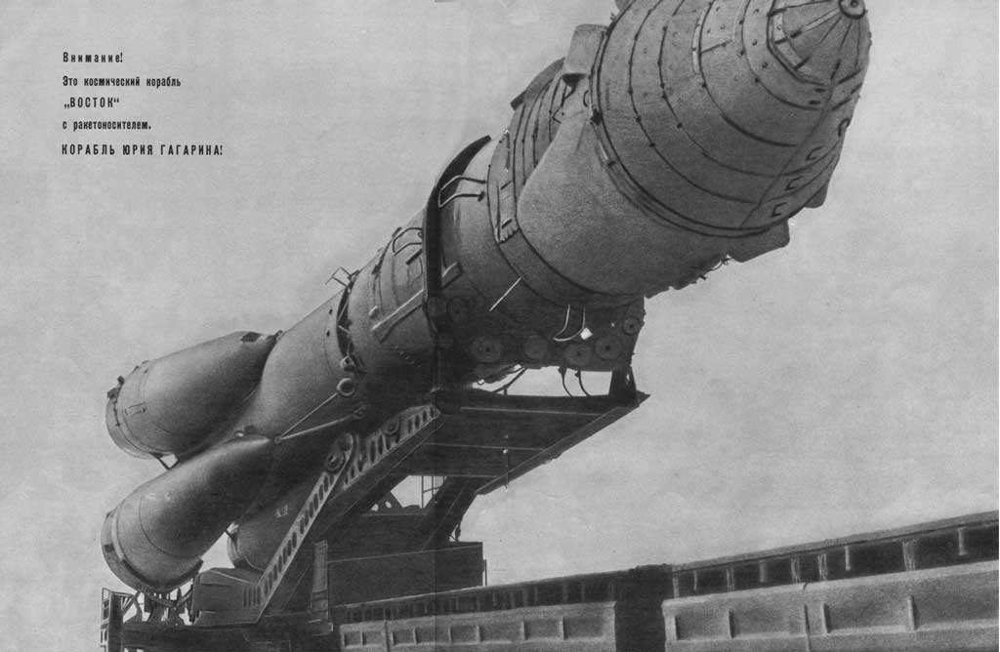 Внимание!
Это космический корабль
„ВОСТОК“
с ракетоносителем.
КОРАБЛЬ ЮРИЯ ГАГАРИНА!